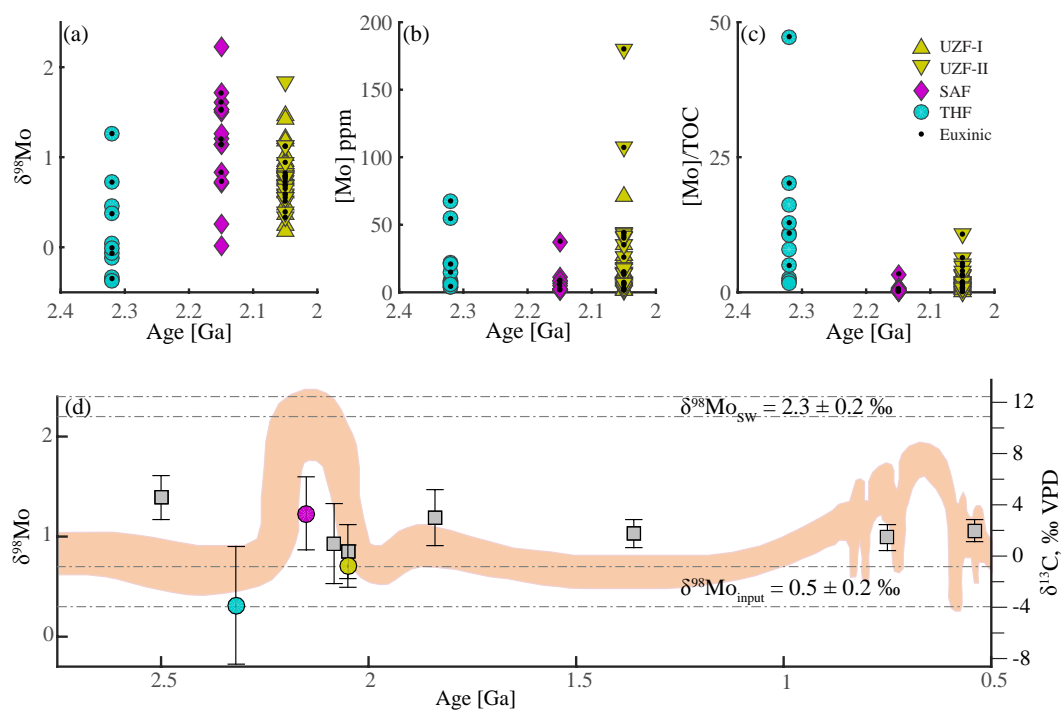 (a)
δ98Mo
2
1
0
2.4 2.3 2.2 2.1 2
Age [Ga]
(b)
[Mo] ppm
200
150
100
50
0
2.4 2.3 2.2 2.1 2
Age [Ga]
(c)
[Mo]/TOC
50
25
0
2.4 2.3 2.2 2.1 2
Age [Ga]
UZF-I
UZF-II
SAF
THF
Euxinic
(d)
δ98Mo
2
1
0
δ98MoSW = 2.3 ± 0.2 ‰
δ98Moinput = 0.5 ± 0.2 ‰
12
8
4
0
-4
-8
δ13C, ‰ VPD
2.5 2 1.5 1 0.5
Age [Ga]